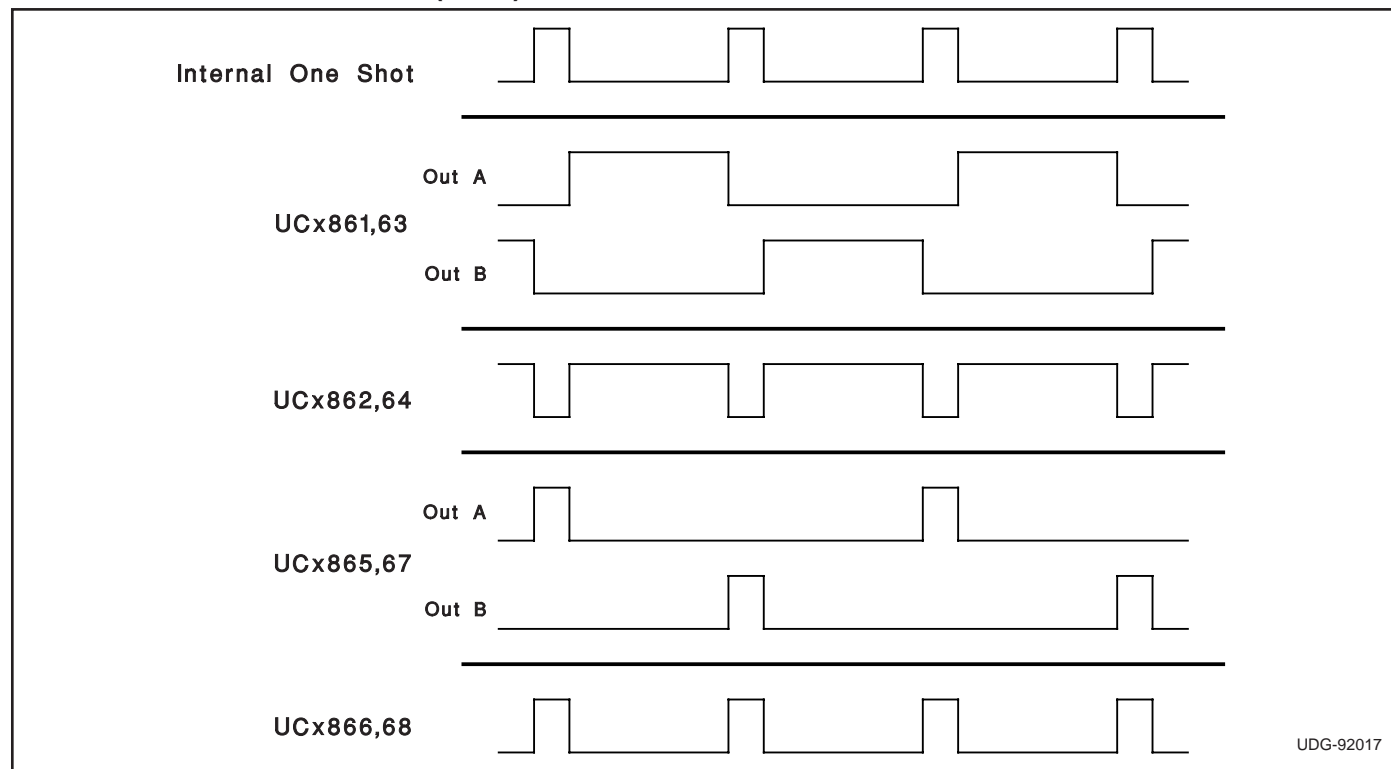 Internal One Shot
Out A
UCx861,63
Out B
UCx862,64
Out A
UCx865,67
Out B
UCx866,68
UDG-92017